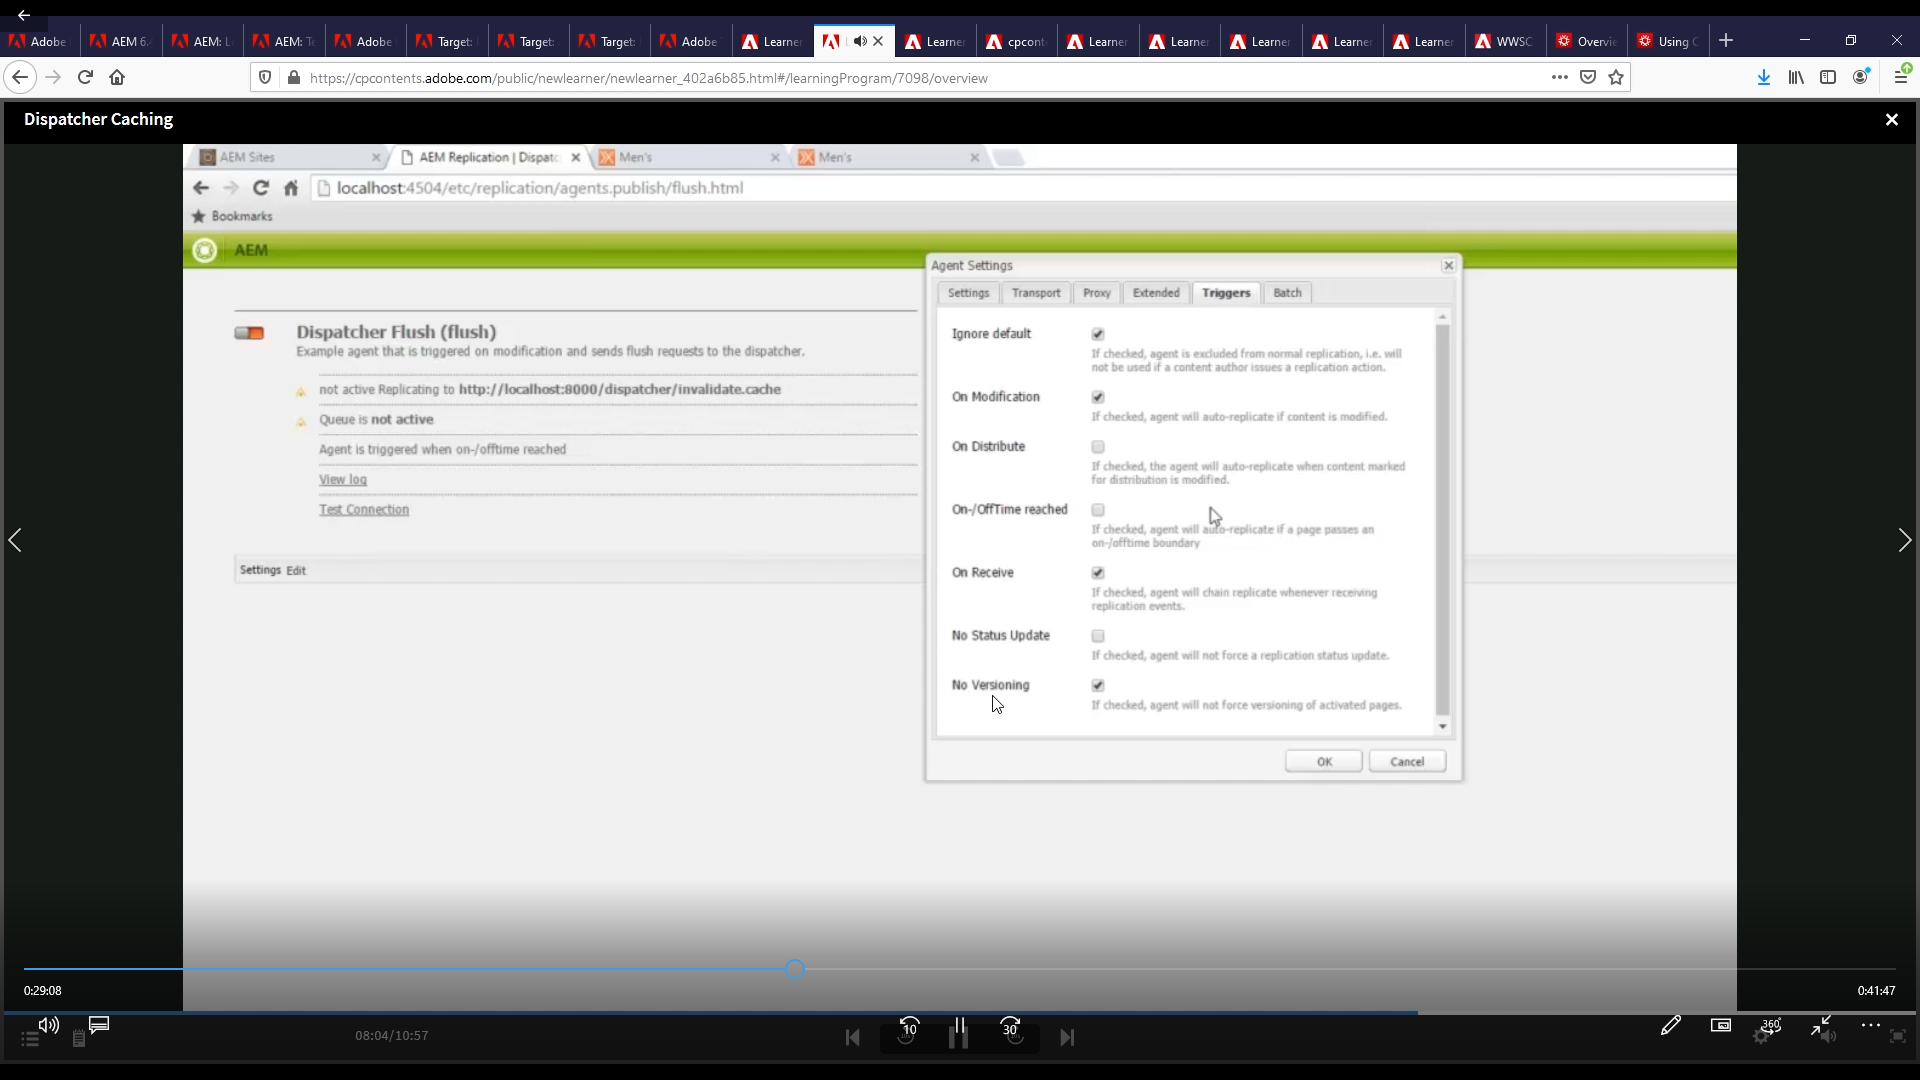 Adobe
AEM 6.
AEM: L
AEM: Te
Adobe
Target:
Target:
Target:
Adobe
Learner
Learner
cpcont
Learner
Learner
Learner
Learner
Learner
WWSC
Overvie
Using C
https://cpcontents.adobe.com/public/newlearner/newlearner_402a6b85.html#/learningProgram/7098/overview
Dispatcher Caching
AEM Sites
AEM Replication | Dispatc
Men's
Men's
localhost:4504/etc/replication/agents.publish/flush.html
Bookmarks
AEM
Dispatcher Flush (flush)
Example agent that is triggered on modification and sends flush requests to the dispatcher.
not active Replicating to http://localhost:8000/dispatcher/invalidate.cache
Queue is not active
Agent is triggered when on-/offtime reached
View log
Test Connection
Settings Edit
Agent Settings
Settings
Transport
Proxy
Extended
Triggers
Batch
Ignore default
If checked, agent is excluded from normal replication, i.e. will
not be used if a content author issues a replication action.
On Modification
If checked, agent will auto-replicate if content is modified.
On Distribute
If checked, the agent will auto-replicate when content marked
for distribution is modified.
On-/OffTime reached
If checked, agent will auto-replicate if a page passes an
on-/offtime boundary
On Receive
If checked, agent will chain replicate whenever receiving
replication events.
No Status Update
If checked, agent will not force a replication status update.
No Versioning
If checked, agent will not force versioning of activated pages.
OK
Cancel
0:29:08
0:41:47
08:04/10:57
10
30
360